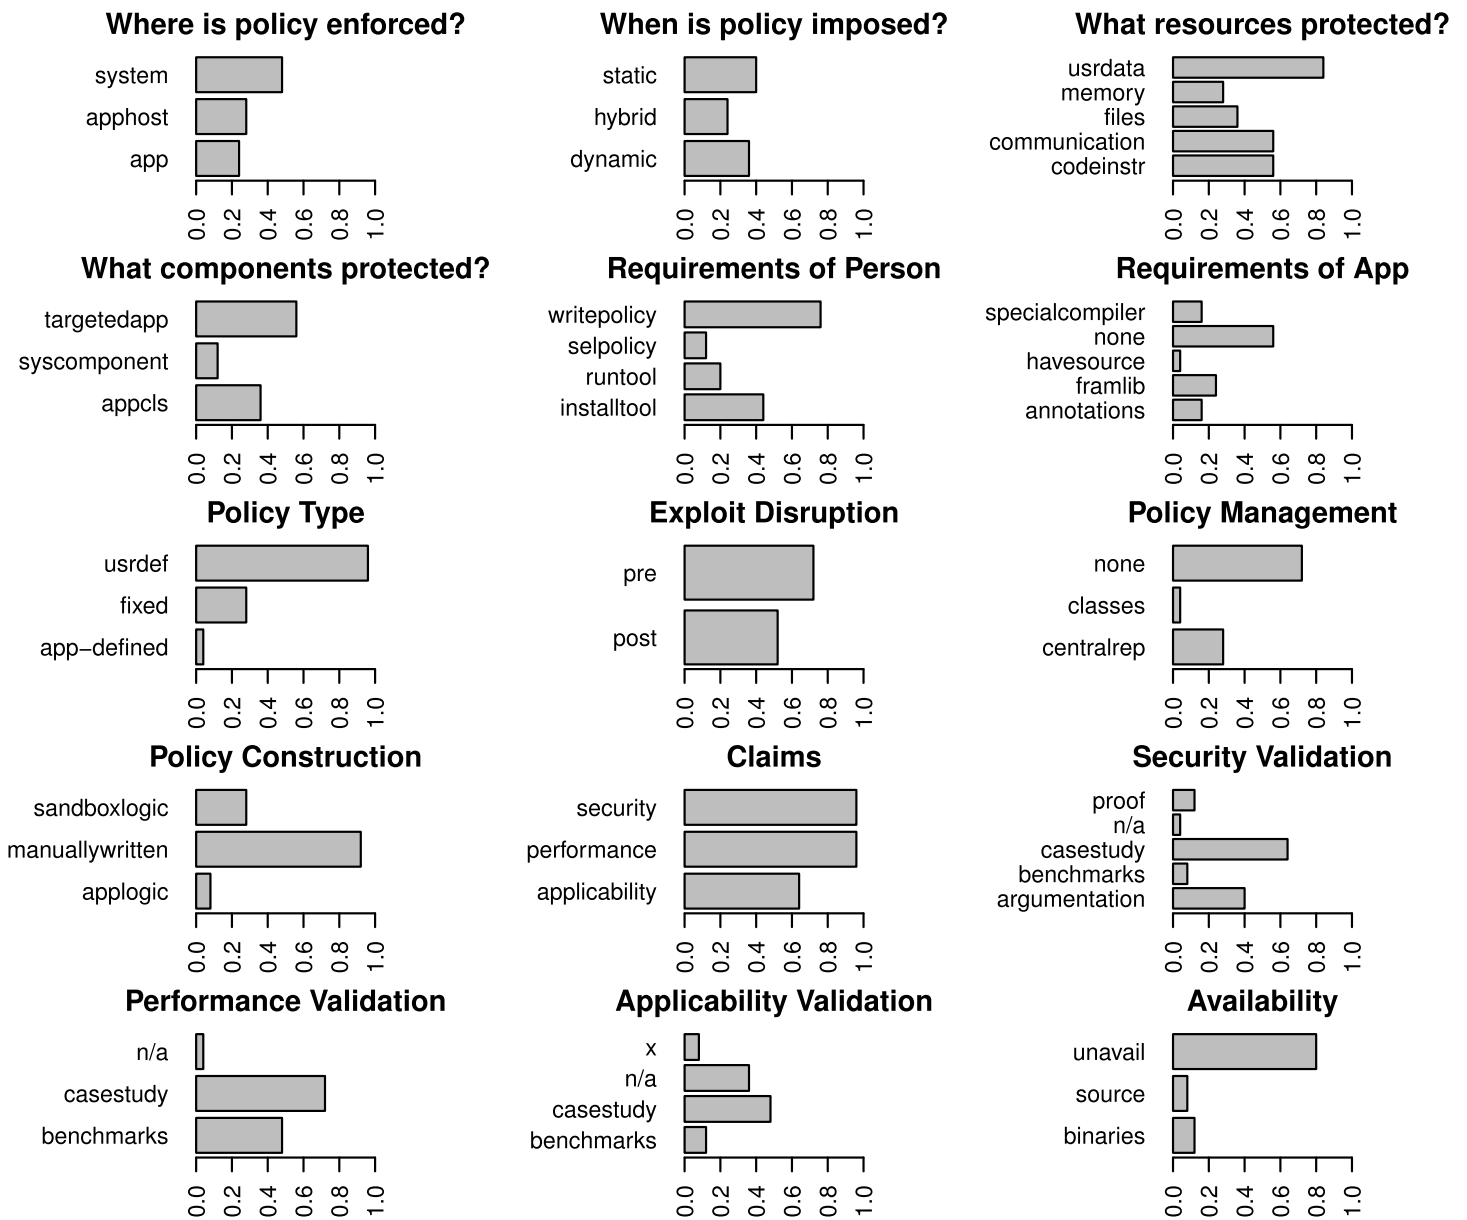 Where is policy enforced?
system
apphost
app
0.0 0.2 0.4 0.6 0.8 1.0
When is policy imposed?
static
hybrid
dynamic
0.0 0.2 0.4 0.6 0.8 1.0
What resources protected?
usrdata
memory
files
communication
codeinstr
0.0 0.2 0.4 0.6 0.8 1.0
What components protected?
targetedapp
syscomponent
appcls
0.0 0.2 0.4 0.6 0.8 1.0
Requirements of Person
writepolicy
selpolicy
runtool
installtool
0.0 0.2 0.4 0.6 0.8 1.0
Requirements of App
specialcompiler
none
havesource
framlib
annotations
0.0 0.2 0.4 0.6 0.8 1.0
Policy Type
usrdef
fixed
app−defined
0.0 0.2 0.4 0.6 0.8 1.0
Exploit Disruption
pre
post
0.0 0.2 0.4 0.6 0.8 1.0
Policy Management
none
classes
centralrep
0.0 0.2 0.4 0.6 0.8 1.0
Policy Construction
sandboxlogic
manuallywritten
applogic
0.0 0.2 0.4 0.6 0.8 1.0
Claims
security
performance
applicability
0.0 0.2 0.4 0.6 0.8 1.0
Security Validation
proof
n/a
casestudy
benchmarks
argumentation
0.0 0.2 0.4 0.6 0.8 1.0
Performance Validation
n/a
casestudy
benchmarks
0.0 0.2 0.4 0.6 0.8 1.0
Applicability Validation
x
n/a
casestudy
benchmarks
0.0 0.2 0.4 0.6 0.8 1.0
Availability
unavail
source
binaries
0.0 0.2 0.4 0.6 0.8 1.0